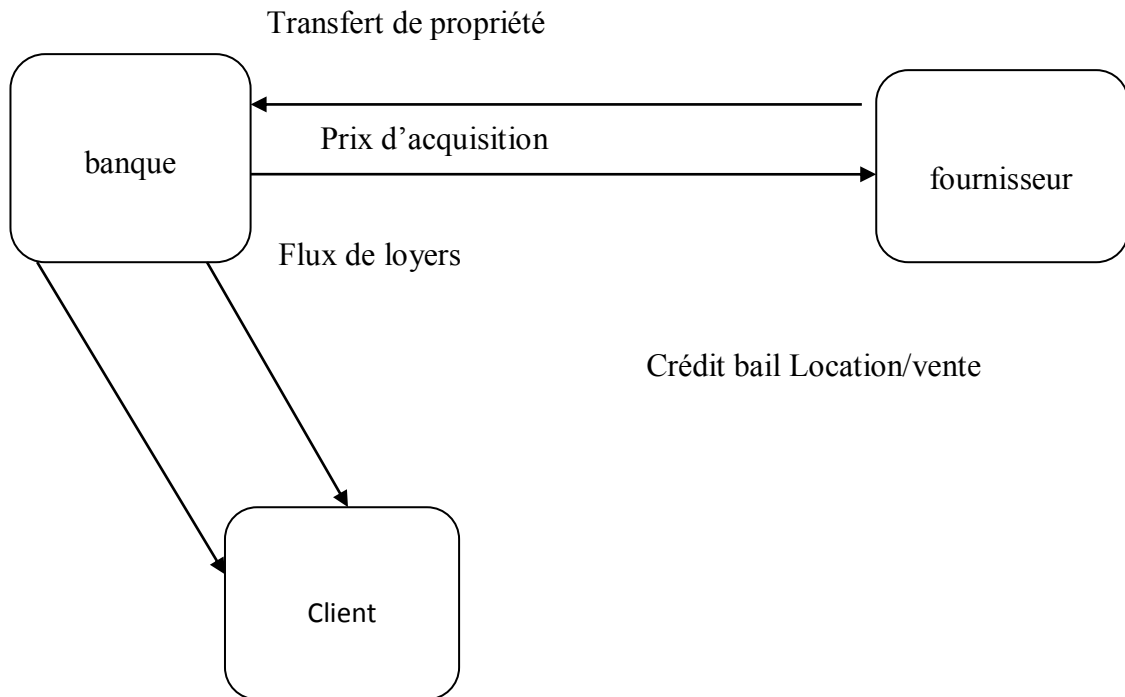 Transfert de propriété
banque
Prix d’acquisition
fournisseur
Flux de loyers
Crédit bail Location/vente
Client